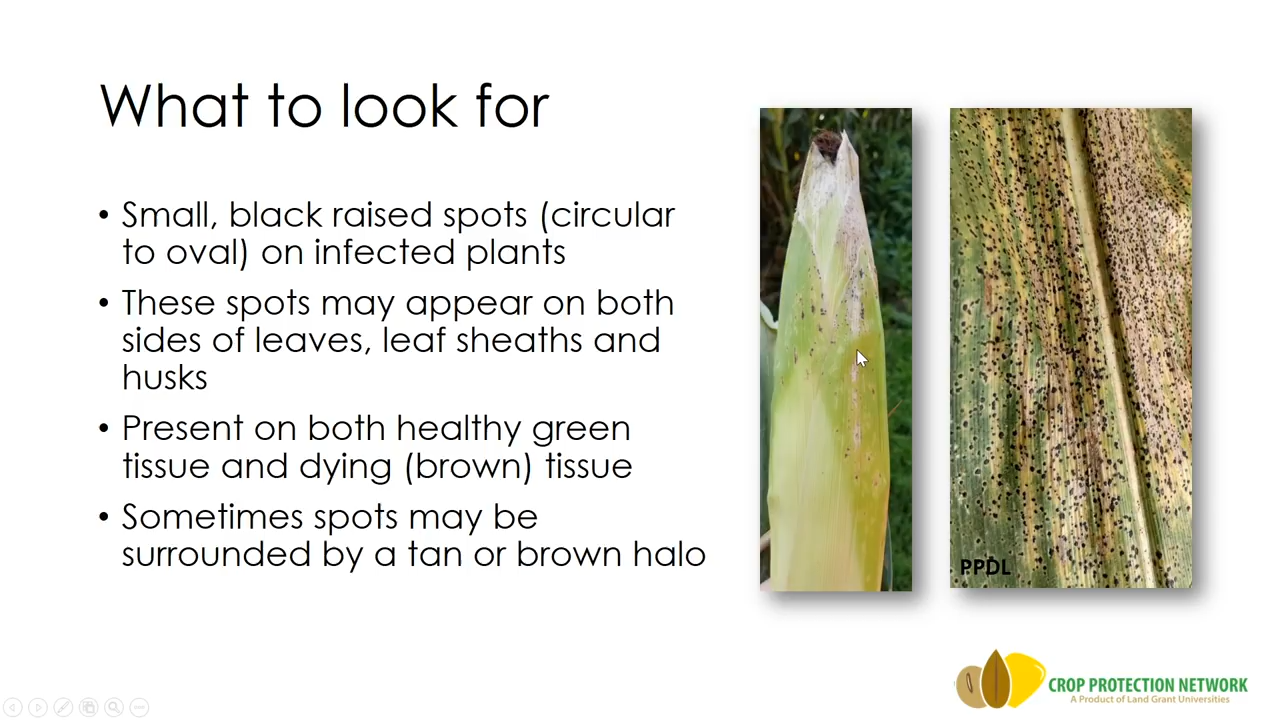 What to look for
• Small, black raised spots (circular
to oval) on infected plants
• These spots may appear on both
sides of leaves, leaf sheaths and
husks
• Present on both healthy green
tissue and dying (brown) tissue
• Sometimes spots may be
surrounded by a tan or brown halo
PPDL
CROP PROTECTION NETWORK
A Product of Land Grant Universities